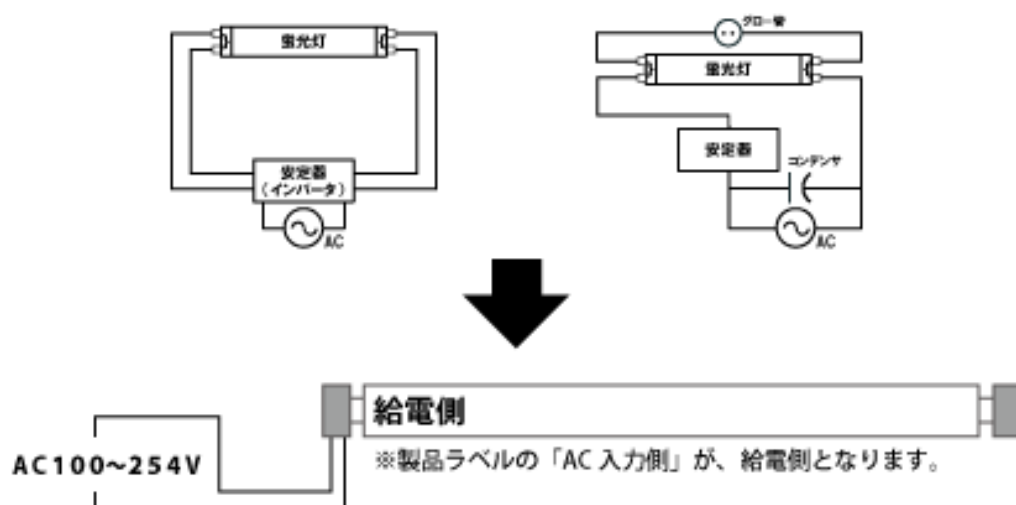 蛍光灯
安定器
(インバータ)
AC
グロー管
蛍光灯
安定器
コンデンサ
AC
給電側
AC100~254V
※製品ラベルの「AC 入力側」が、給電側となります。